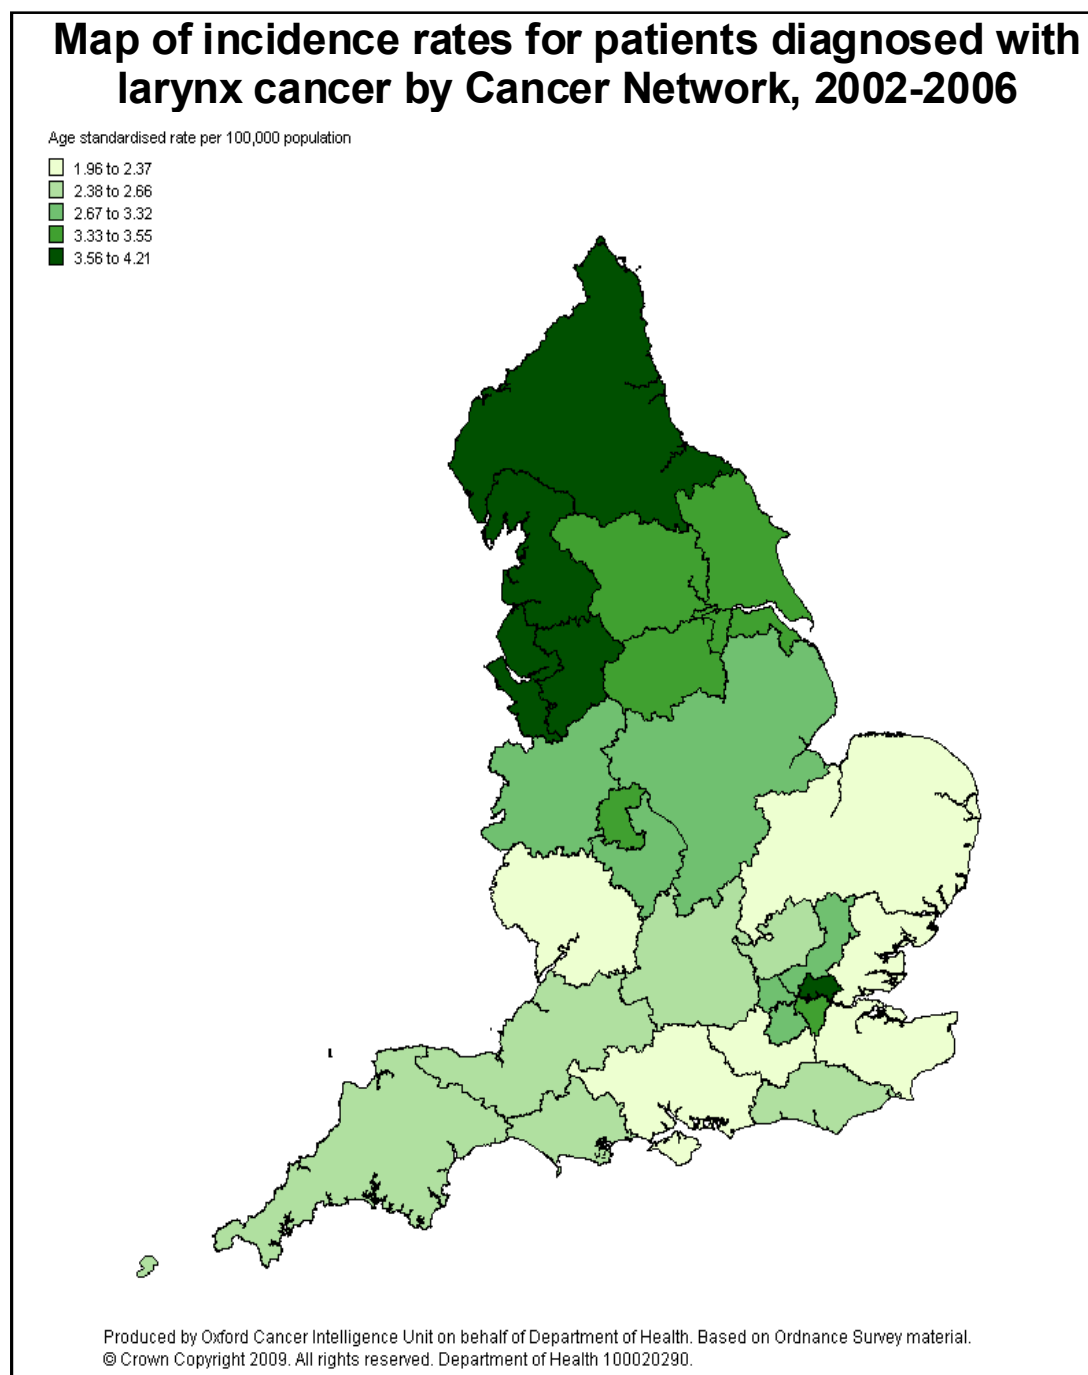 Map of incidence rates for patients diagnosed with
larynx cancer by Cancer Network, 2002-2006
Age standardised rate per 100,000 population
1.96 to 2.37
2.38 to 2.66
2.67 to 3.32
3.33 to 3.55
3.56 to 4.21
Produced by Oxford Cancer Intelligence Unit on behalf of Department of Health. Based on Ordnance Survey material.
© Crown Copyright 2009. All rights reserved. Department of Health 100020290.